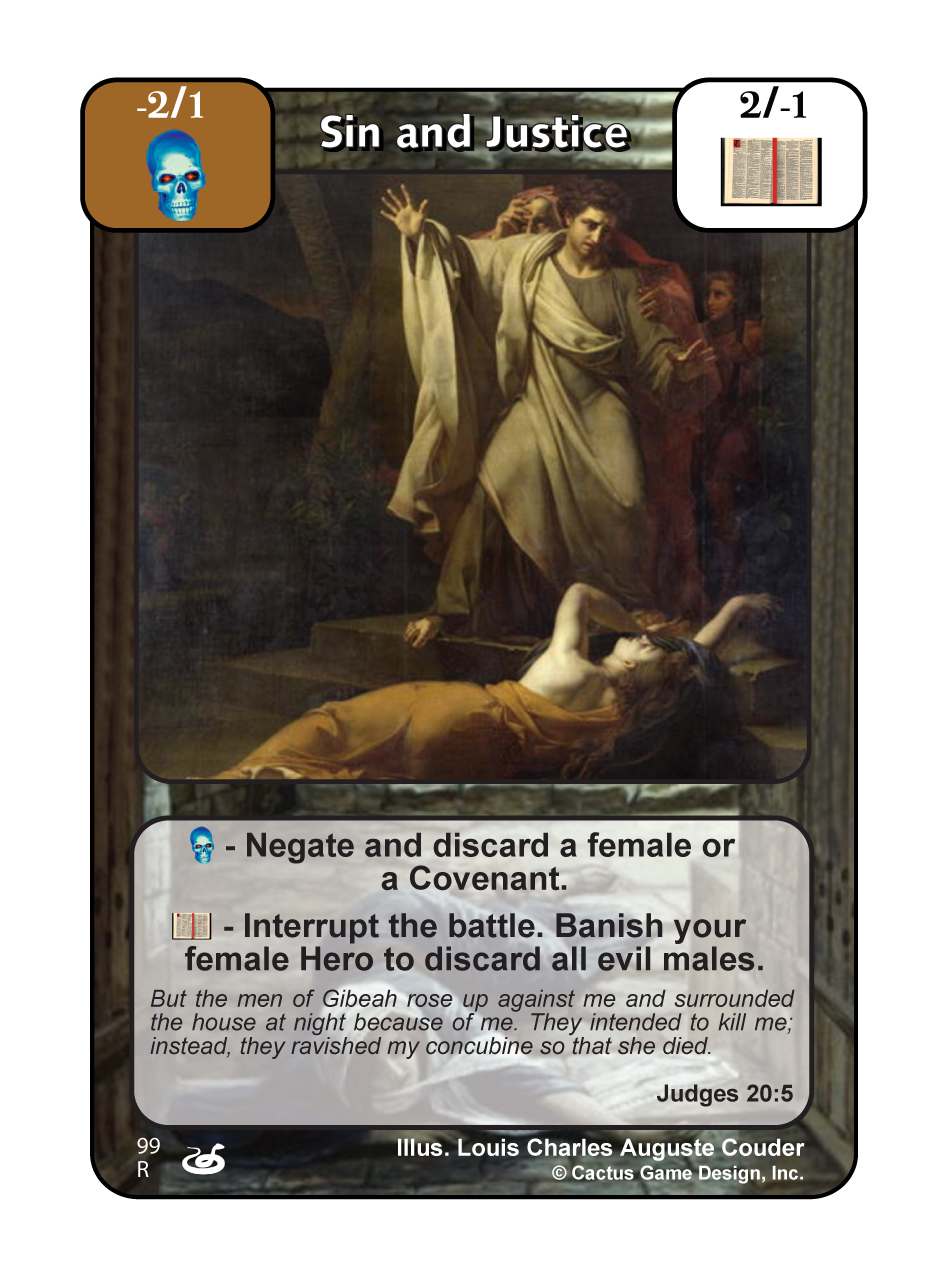 -2/1
2/-1
Sin and Justice
- Negate and discard a female or
a Covenant.
- Interrupt the battle. Banish your
female Hero to discard all evil males.
But the men of Gibeah rose up against me and surrounded
the house at night because of me. They intended to kill me;
instead, they ravished my concubine so that she died.
Judges 20:5
99
R
Illus. Louis Charles Auguste Couder
© Cactus Game Design, Inc.